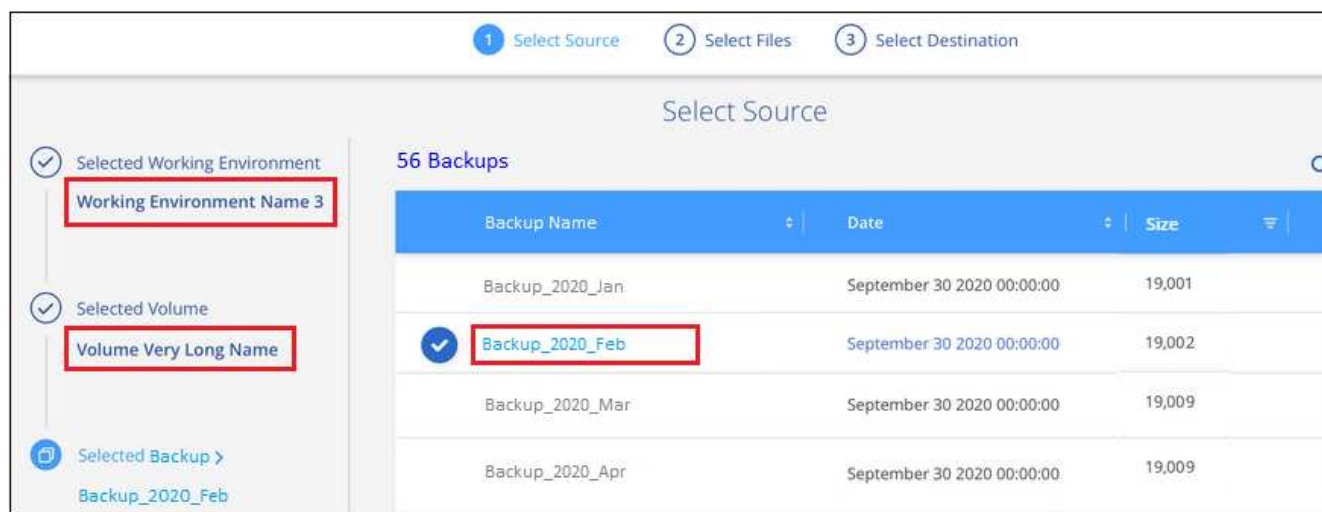 1 Select Source 2 Select Files 3 Select Destination
Select Source
Selected Working Environment
Working Environment Name 3
Selected Volume
Volume Very Long Name
Selected Backup >
Backup_2020_Feb
56 Backups
Backup Name Date Size
Backup_2020_Jan September 30 2020 00:00:00 19,001
Backup_2020_Feb September 30 2020 00:00:00 19,002
Backup_2020_Mar September 30 2020 00:00:00 19,009
Backup_2020_Apr September 30 2020 00:00:00 19,009